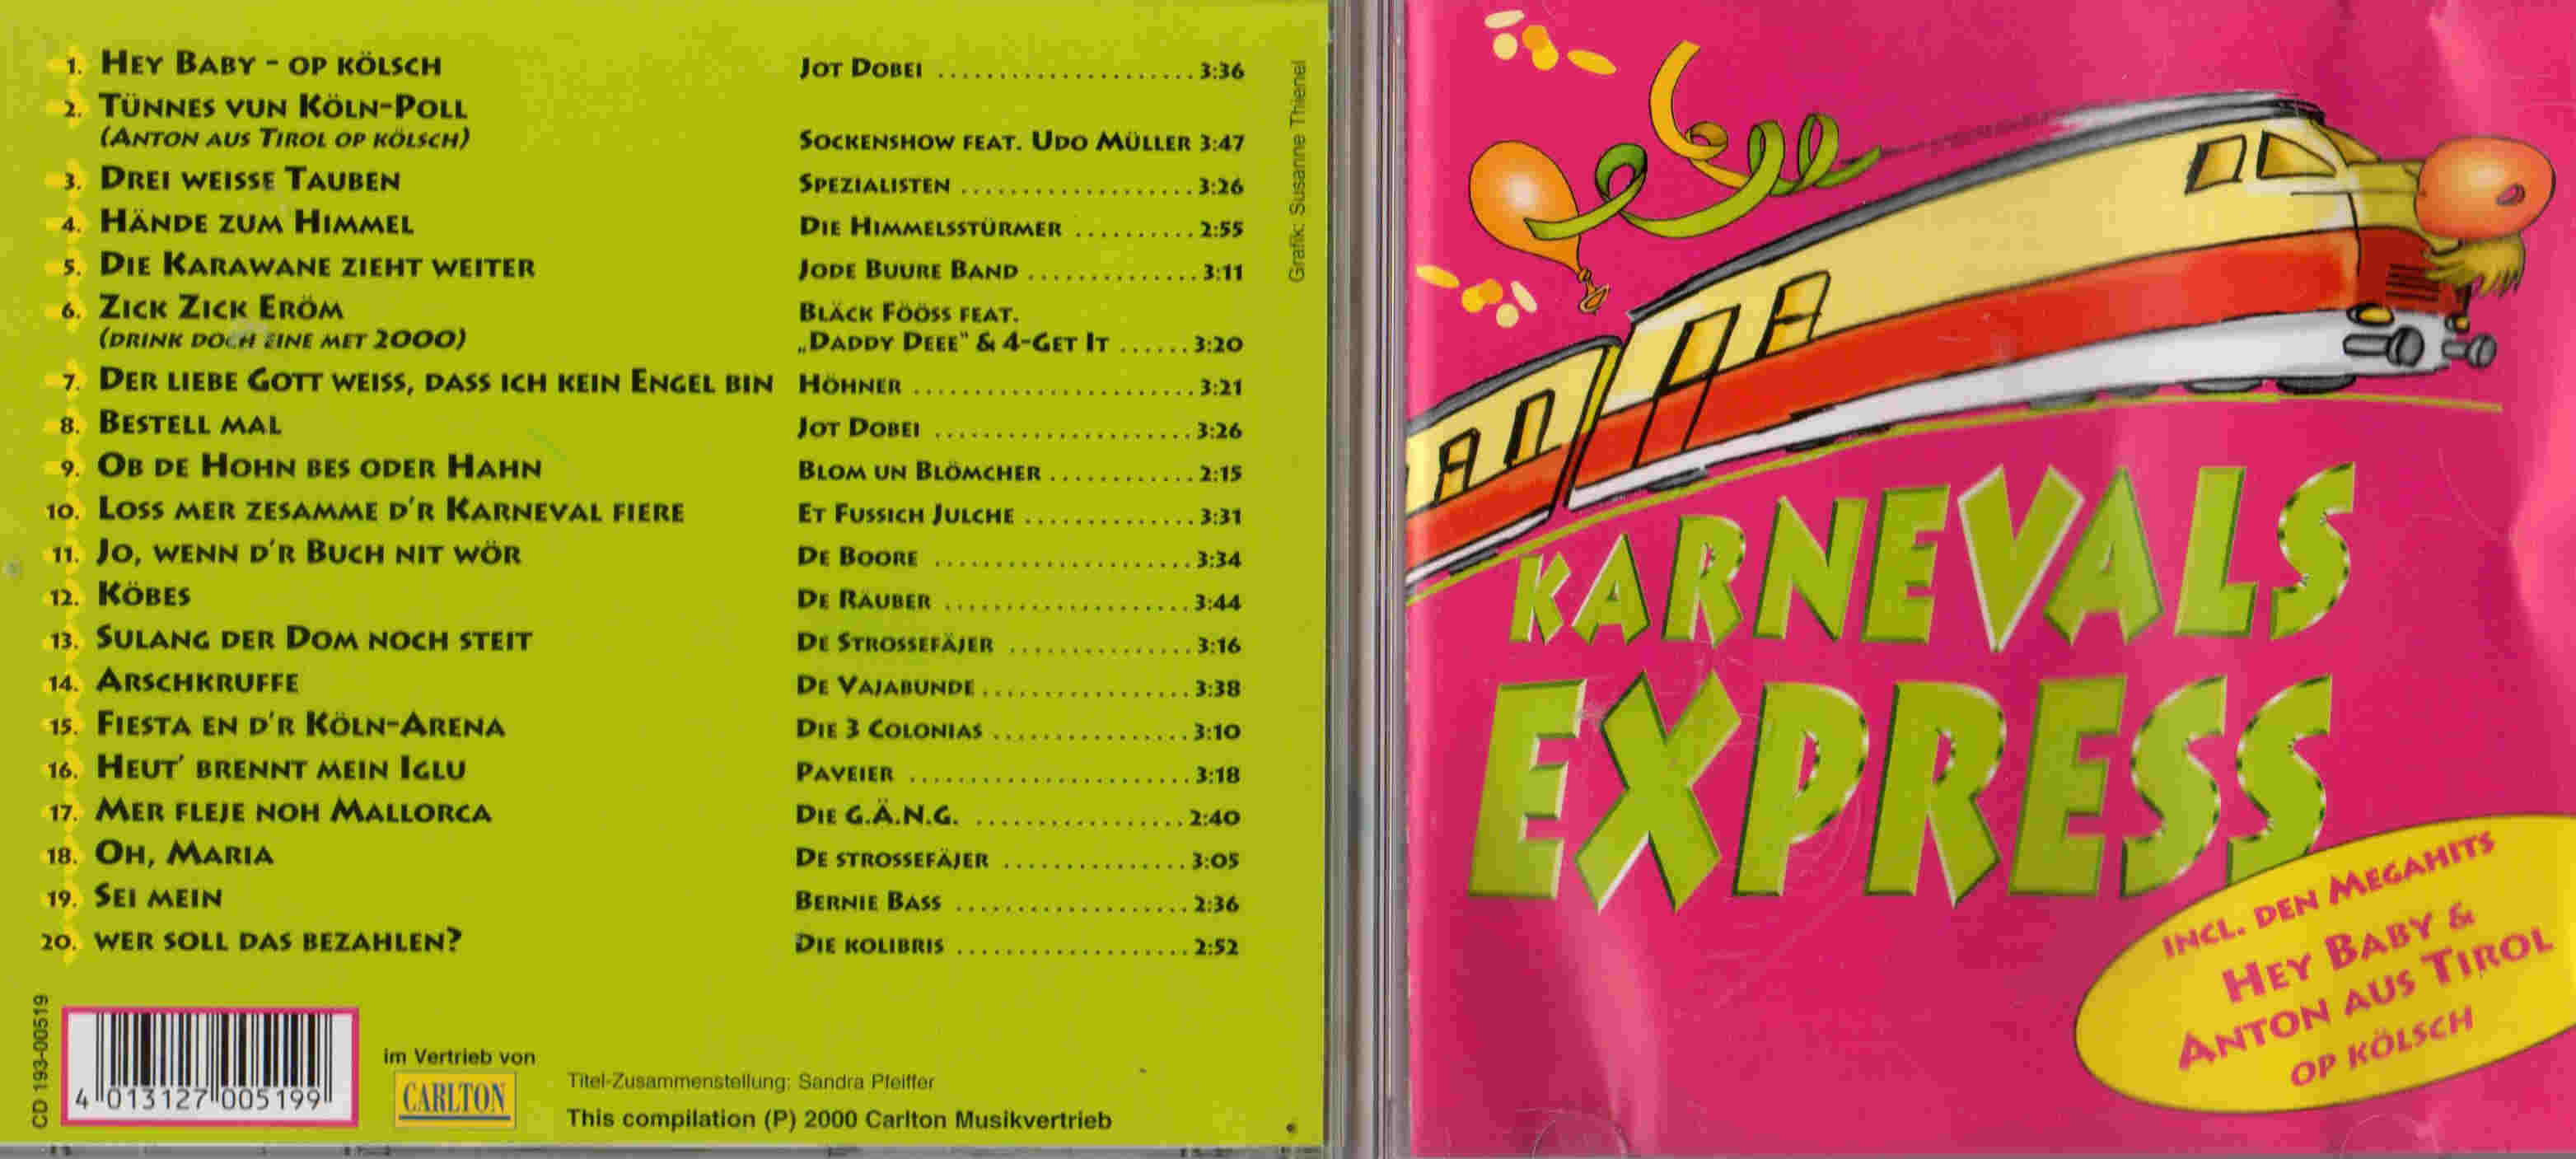 1. Hey Baby - op kölsch Jot Dobei ..................... 3:36
2. Tünnes vun Köln-Poll
(Anton aus Tirol op kölsch) Sockenshow feat. Udo Müller 3:47
3. Drei weisse Tauben Spezialisten ................... 3:26
4. Hände zum Himmel Die Himmelsstürmer .......... 2:55
5. Die Karawane zieht weiter Jode Buure Band .............. 3:11
6. Zick Zick Eröm Bläck Fööss feat.
(drink doch eine met 2000) „Daddy Deee" & 4-Get It ...... 3:20
7. Der liebe Gott weiss, dass ich kein Engel bin Höhner ....................... 3:21
8. Bestell mal Jot Dobei ..................... 3:26
9. Ob de Hohn bes oder Hahn Blom un Blömcher ............ 2:15
10. Loss mer zesamme d'r Karneval fiere Et Fussich Julche .............. 3:31
11. Jo, wenn d'r Buch nit wör De Boore ..................... 3:34
12. Köbes De Räuber .................... 3:44
13. Sulang der Dom noch steit De Strossefäjer ............... 3:16
14. Arschkruffe De Vajabunde ................. 3:38
15. Fiesta en d'r Köln-Arena Die 3 Colonias ................ 3:10
16. Heut' brennt mein Iglu Paveier ....................... 3:18
17. Mer fleje noh Mallorca Die G.Ä.N.G. ................. 2:40
18. Oh, Maria De strossefäjer ............... 3:05
19. Sei mein Bernie Bass ................... 2:36
20. wer soll das bezahlen? Die kolibris ................... 2:52
Grafik: Susanne Thienel
CD 193-00519
4 013127 005199
im Vertrieb von
CARLTON
Titel-Zusammenstellung: Sandra Pfeiffer
This compilation (P) 2000 Carlton Musikvertrieb
KARNEVALS
EXPRESS
incl. den Megahits
Hey Baby &
Anton aus Tirol
op kölsch